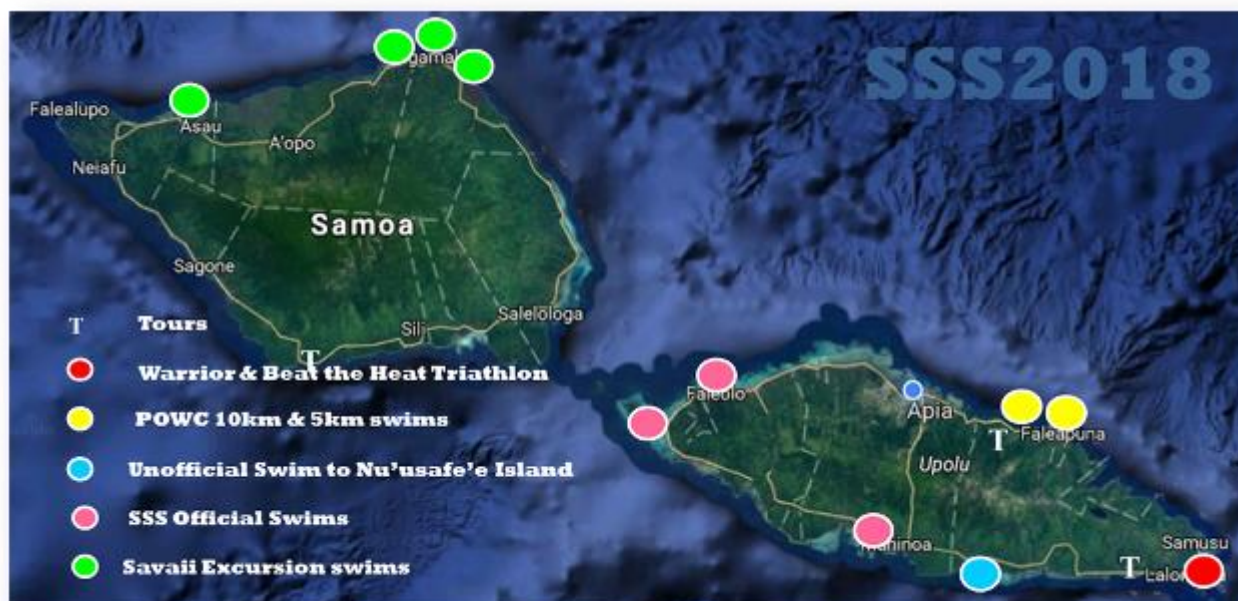 SSS2018
Falealupo
Asau
A'opo
Neiafu
Samoa
Sagone
Salelologa
Sili
T
T Tours
Warrior & Beat the Heat Triathlon
POWC 10km & 5km swims
Unofficial Swim to Nu'usafe'e Island
SSS Official Swims
Savaii Excursion swims
Faleolo
Apia
Faleapuna
T
Upolu
Samusu
T